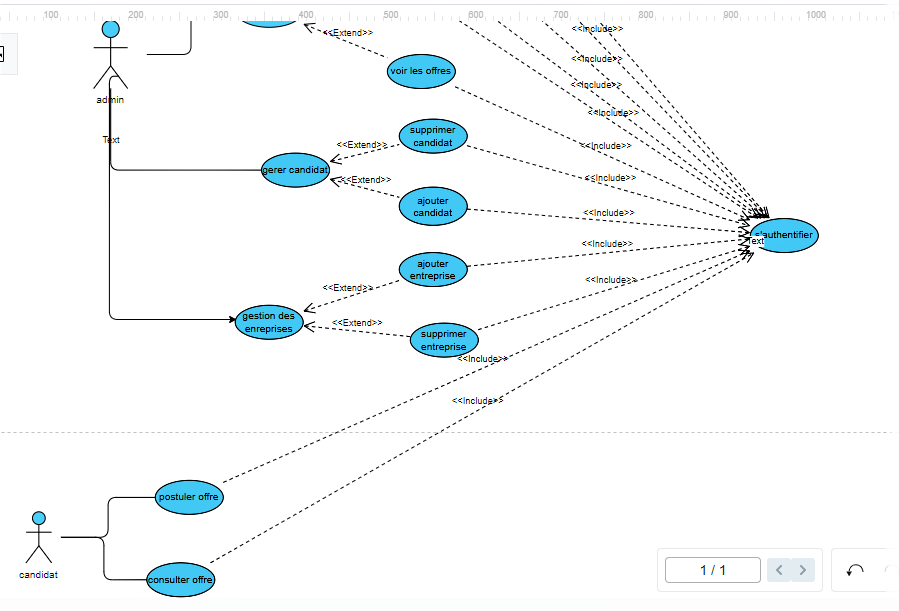 100 200 300 400 500 600 700 800 900 1000
<<Include>>
<<Extend>>
<<Include>>
voir les offres
<<Include>>
admin
<<Include>>
supprimer
candidat
Text
<<Extend>>
<<Include>>
gerer candidat
<<Extend>>
<<Include>>
ajouter
candidat
<<Include>>
s'authentifier
Text
<<Include>>
ajouter
entreprise
<<Include>>
<<Extend>>
gestion des
enreprises
<<Extend>>
supprimer
entreprise
<<Include>>
<<Include>>
postuler offre
candidat
consulter offre
1 / 1